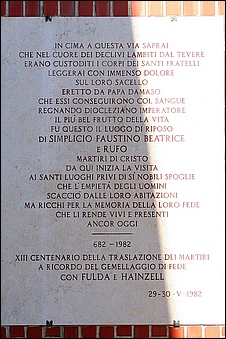 IN CIMA A QUESTA VIA SAPRAI
CHE NEL CUORE DEI DECLIVI LAMBITI DAL TEVERE
ERANO CUSTODITI I CORPI DEI SANTI FRATELLI
LEGGERAI CON IMMENSO DOLORE
SUL LORO SACELLO
ERETTO DA PAPA DAMASO
CHE ESSI CONSEGUIRONO COL SANGUE
REGNANDO DIOCLEZIANO IMPERATORE
IL PIÙ BEL FRUTTO DELLA VITA
FU QUESTO IL LUOGO DI RIPOSO
DI SIMPLICIO FAUSTINO BEATRICE
E RUFO
MARTIRI DI CRISTO
DA QUI INIZIA LA VISITA
AI SANTI LUOGHI PRIVI DI SÌ NOBILI SPOGLIE
CHE L'EMPIETÀ DEGLI UOMINI
SCACCIÒ DALLE LORO ABITAZIONI
MA RICCHI PER LA MEMORIA DELLA LORO FEDE
CHE LI RENDE VIVI E PRESENTI
ANCOR OGGI
682 - 1982
XIII CENTENARIO DELLA TRASLAZIONE DEI MARTIRI
A RICORDO DEL GEMELLAGGIO DI FEDE
CON FULDA E HAINZELL
29-30 · V · 1982